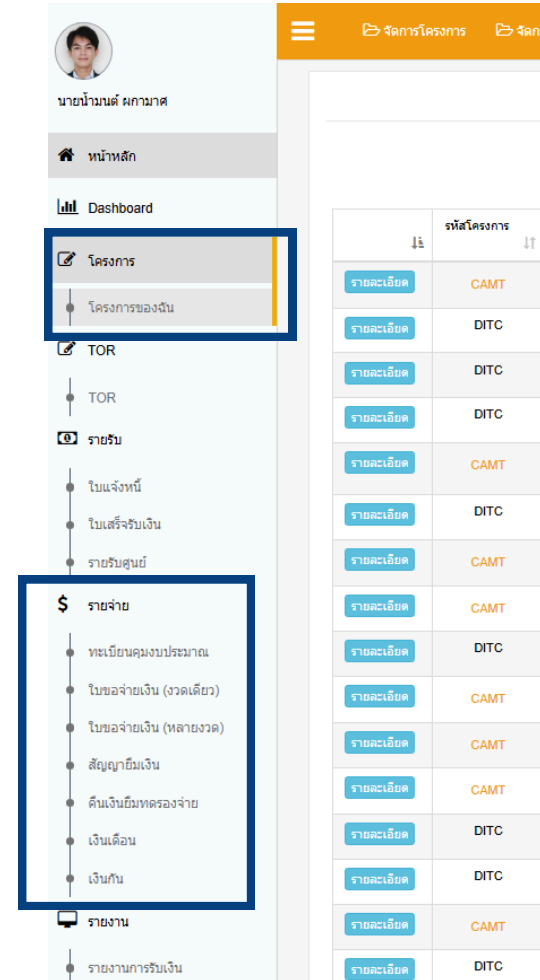 นายน้ำมนต์ ผกามาศ
หน้าหลัก
Dashboard
โครงการ
โครงการของฉัน
TOR
TOR
รายรับ
ใบแจ้งหนี้
ใบเสร็จรับเงิน
รายรับศูนย์
รายจ่าย
ทะเบียนคุมงบประมาณ
ใบขอจ่ายเงิน (งวดเดียว)
ใบขอจ่ายเงิน (หลายงวด)
สัญญายืมเงิน
คืนเงินยืมทดรองจ่าย
เงินเดือน
เงินกัน
รายงาน
รายงานการรับเงิน
จัดการโครงการ
รหัสโครงการ
รายละเอียด CAMT
รายละเอียด DITC
รายละเอียด DITC
รายละเอียด DITC
รายละเอียด CAMT
รายละเอียด DITC
รายละเอียด CAMT
รายละเอียด CAMT
รายละเอียด DITC
รายละเอียด CAMT
รายละเอียด CAMT
รายละเอียด CAMT
รายละเอียด DITC
รายละเอียด DITC
รายละเอียด CAMT
รายละเอียด DITC